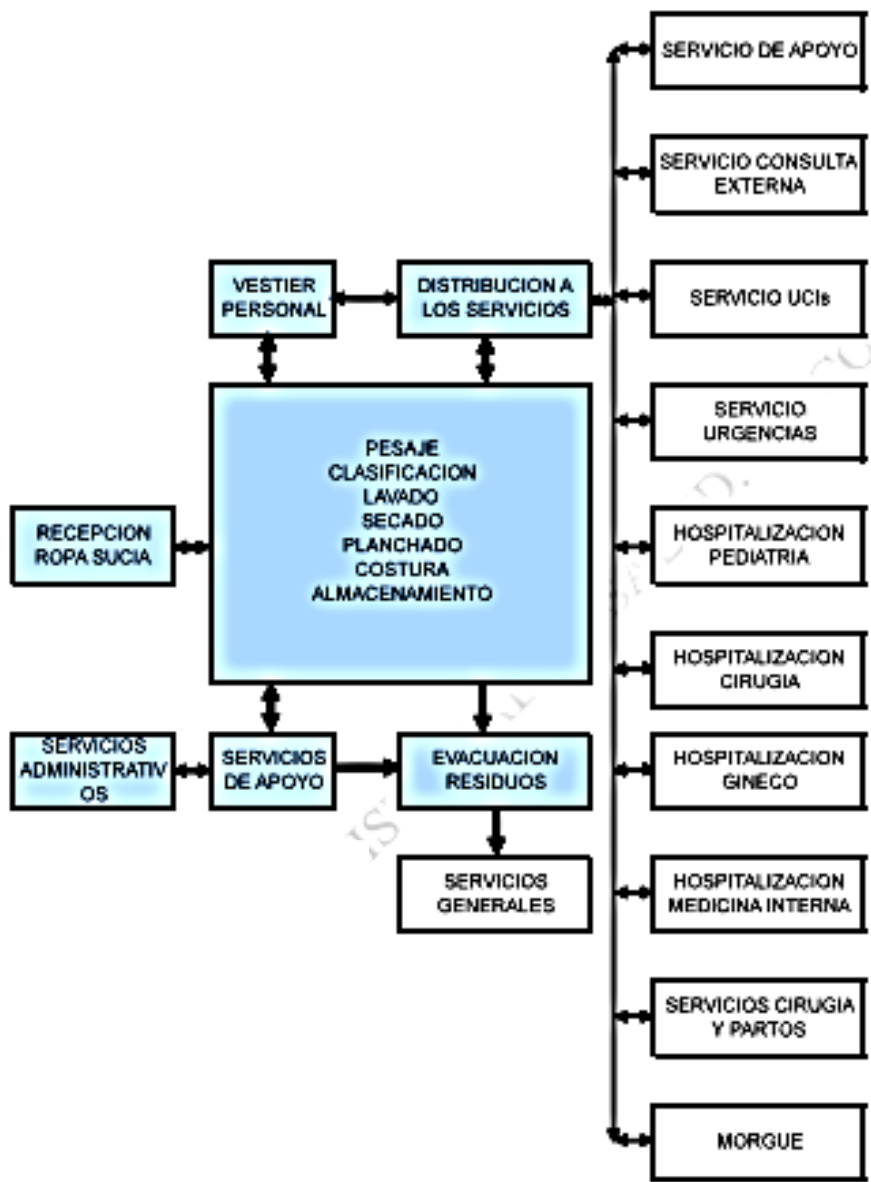 SERVICIO DE APOYO
SERVICIO CONSULTA
EXTERNA
VESTIER
PERSONAL
DISTRIBUCION A
LOS SERVICIOS
SERVICIO UCIs
PESAJE
CLASIFICACION
LAVADO
SECADO
PLANCHADO
COSTURA
ALMACENAMIENTO
SERVICIO
URGENCIAS
RECEPCION
ROPA SUCIA
HOSPITALIZACION
PEDIATRIA
HOSPITALIZACION
CIRUGIA
SERVICIOS
ADMINISTRATIV
OS
SERVICIOS
DE APOYO
EVACUACION
RESIDUOS
HOSPITALIZACION
GINECO
SERVICIOS
GENERALES
HOSPITALIZACION
MEDICINA INTERNA
SERVICIOS CIRUGIA
Y PARTOS
MORGUE